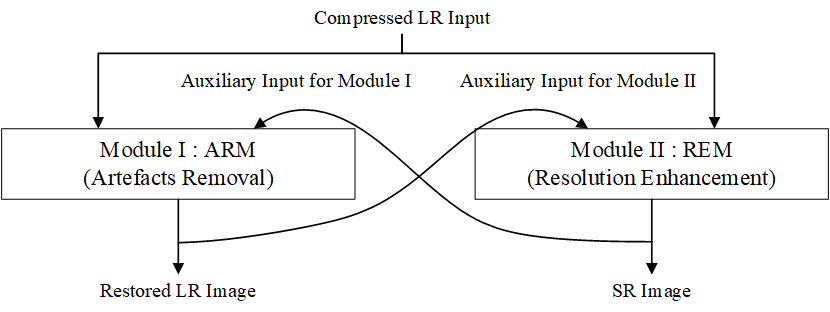 Compressed LR Input
Auxiliary Input for Module I
Auxiliary Input for Module II
Module I : ARM
(Artefacts Removal)
Module II : REM
(Resolution Enhancement)
Restored LR Image
SR Image